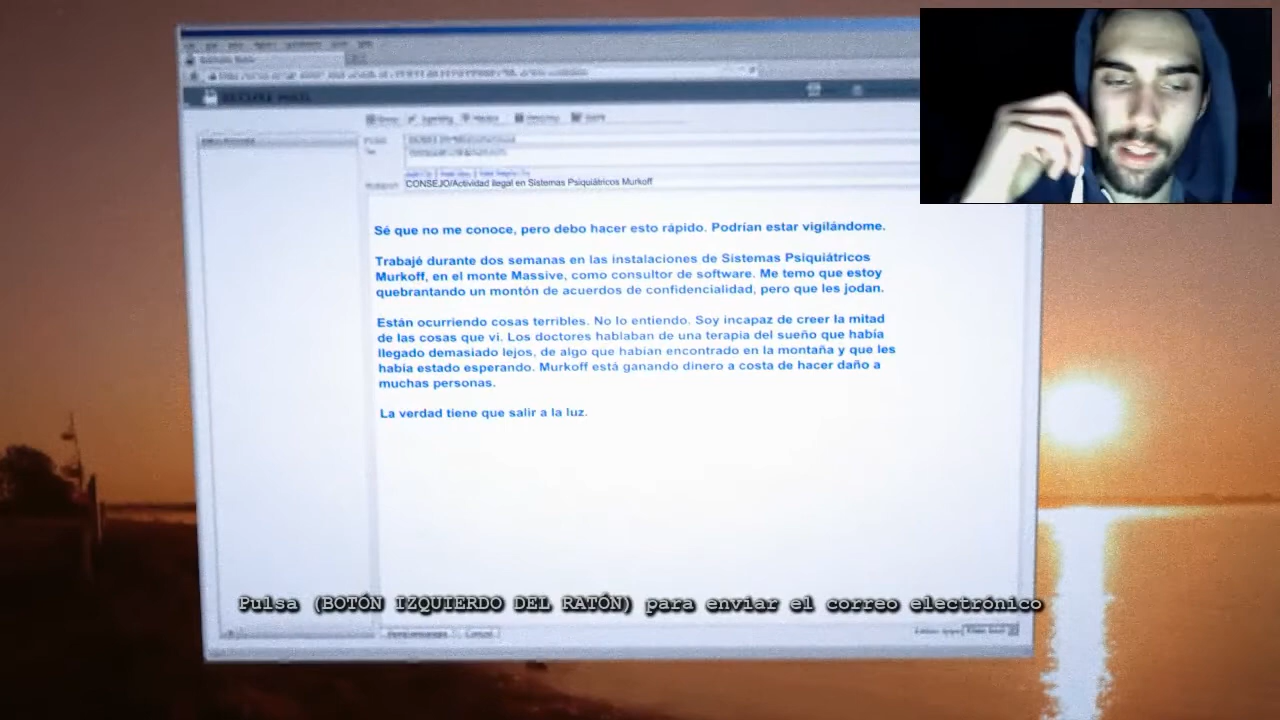 CONSEJO/Actividad ilegal en Sistemas Psiquiátricos Murkoff
Sé que no me conoce, pero debo hacer esto rápido. Podrían estar vigilándome.
Trabajé durante dos semanas en las instalaciones de Sistemas Psiquiátricos
Murkoff, en el monte Massive, como consultor de software. Me temo que estoy
quebrantando un montón de acuerdos de confidencialidad, pero que les jodan.
Están ocurriendo cosas terribles. No lo entiendo. Soy incapaz de creer la mitad
de las cosas que vi. Los doctores hablaban de una terapia del sueño que había
llegado demasiado lejos, de algo que habían encontrado en la montaña y que les
había estado esperando. Murkoff está ganando dinero a costa de hacer daño a
muchas personas.
La verdad tiene que salir a la luz.
Pulsa (BOTÓN IZQUIERDO DEL RATÓN) para enviar el correo electrónico
Cancel